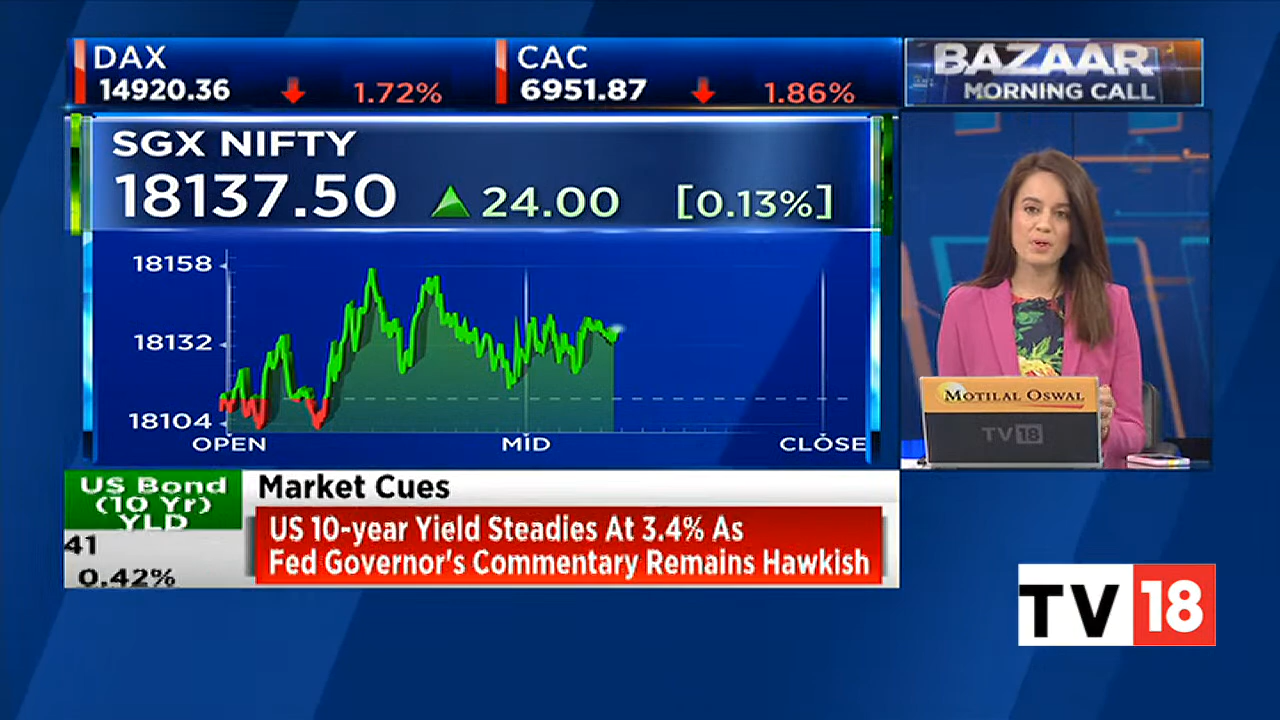 DAX
14920.36 1.72%
CAC
6951.87 1.86%
BAZAAR
MORNING CALL
SGX NIFTY
18137.50 24.00 [0.13%]
18158
18132
18104
OPEN MID CLOSE
MOTILAL OSWAL
TV18
US Bond
(10 Yr)
YLD
41
0.42%
Market Cues
US 10-year Yield Steadies At 3.4% As
Fed Governor's Commentary Remains Hawkish
TV18